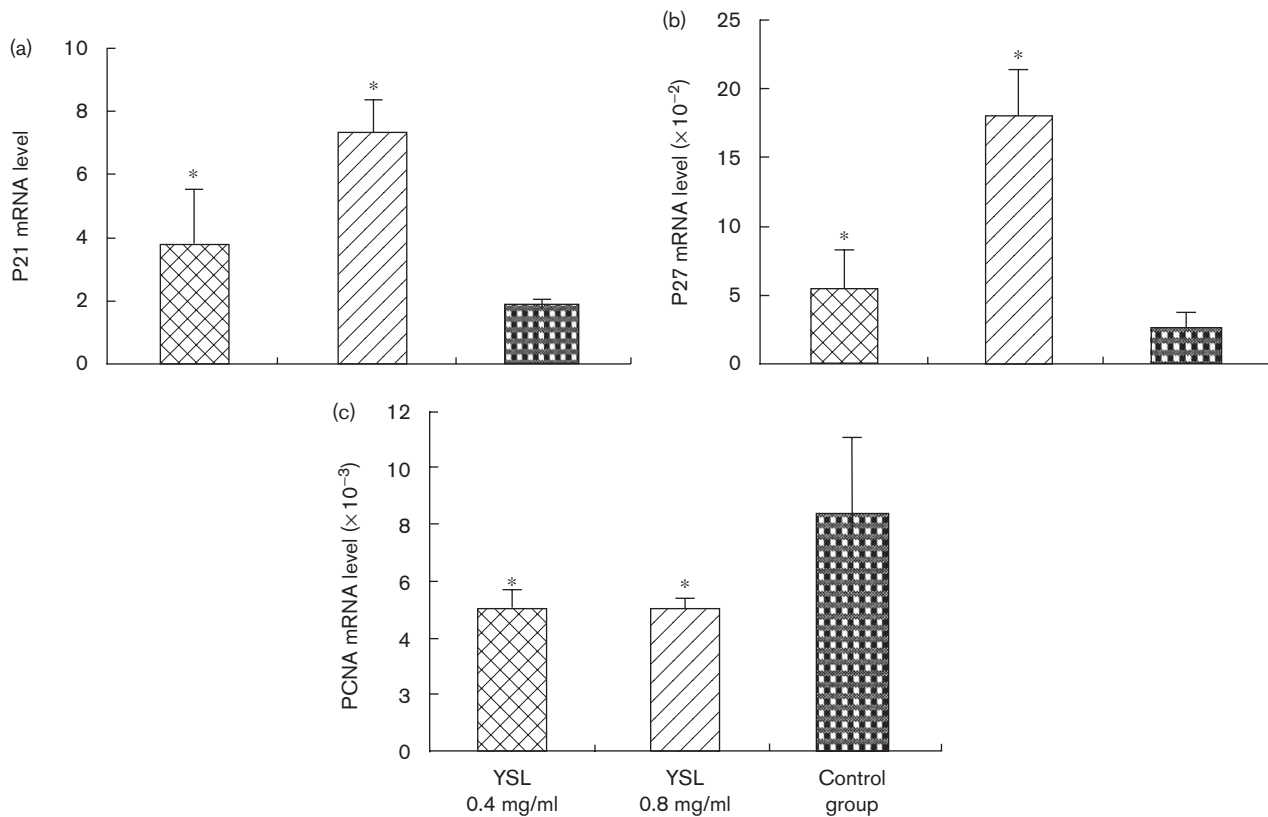 (a)
10
8
6
4
2
0
P21 mRNA level
*
*
(b)
25
20
15
10
5
0
P27 mRNA level (×10⁻²)
*
*
(c)
12
10
8
6
4
3
0
PCNA mRNA level (×10⁻³)
*
*
YSL
0.4 mg/ml
YSL
0.8 mg/ml
Control
group